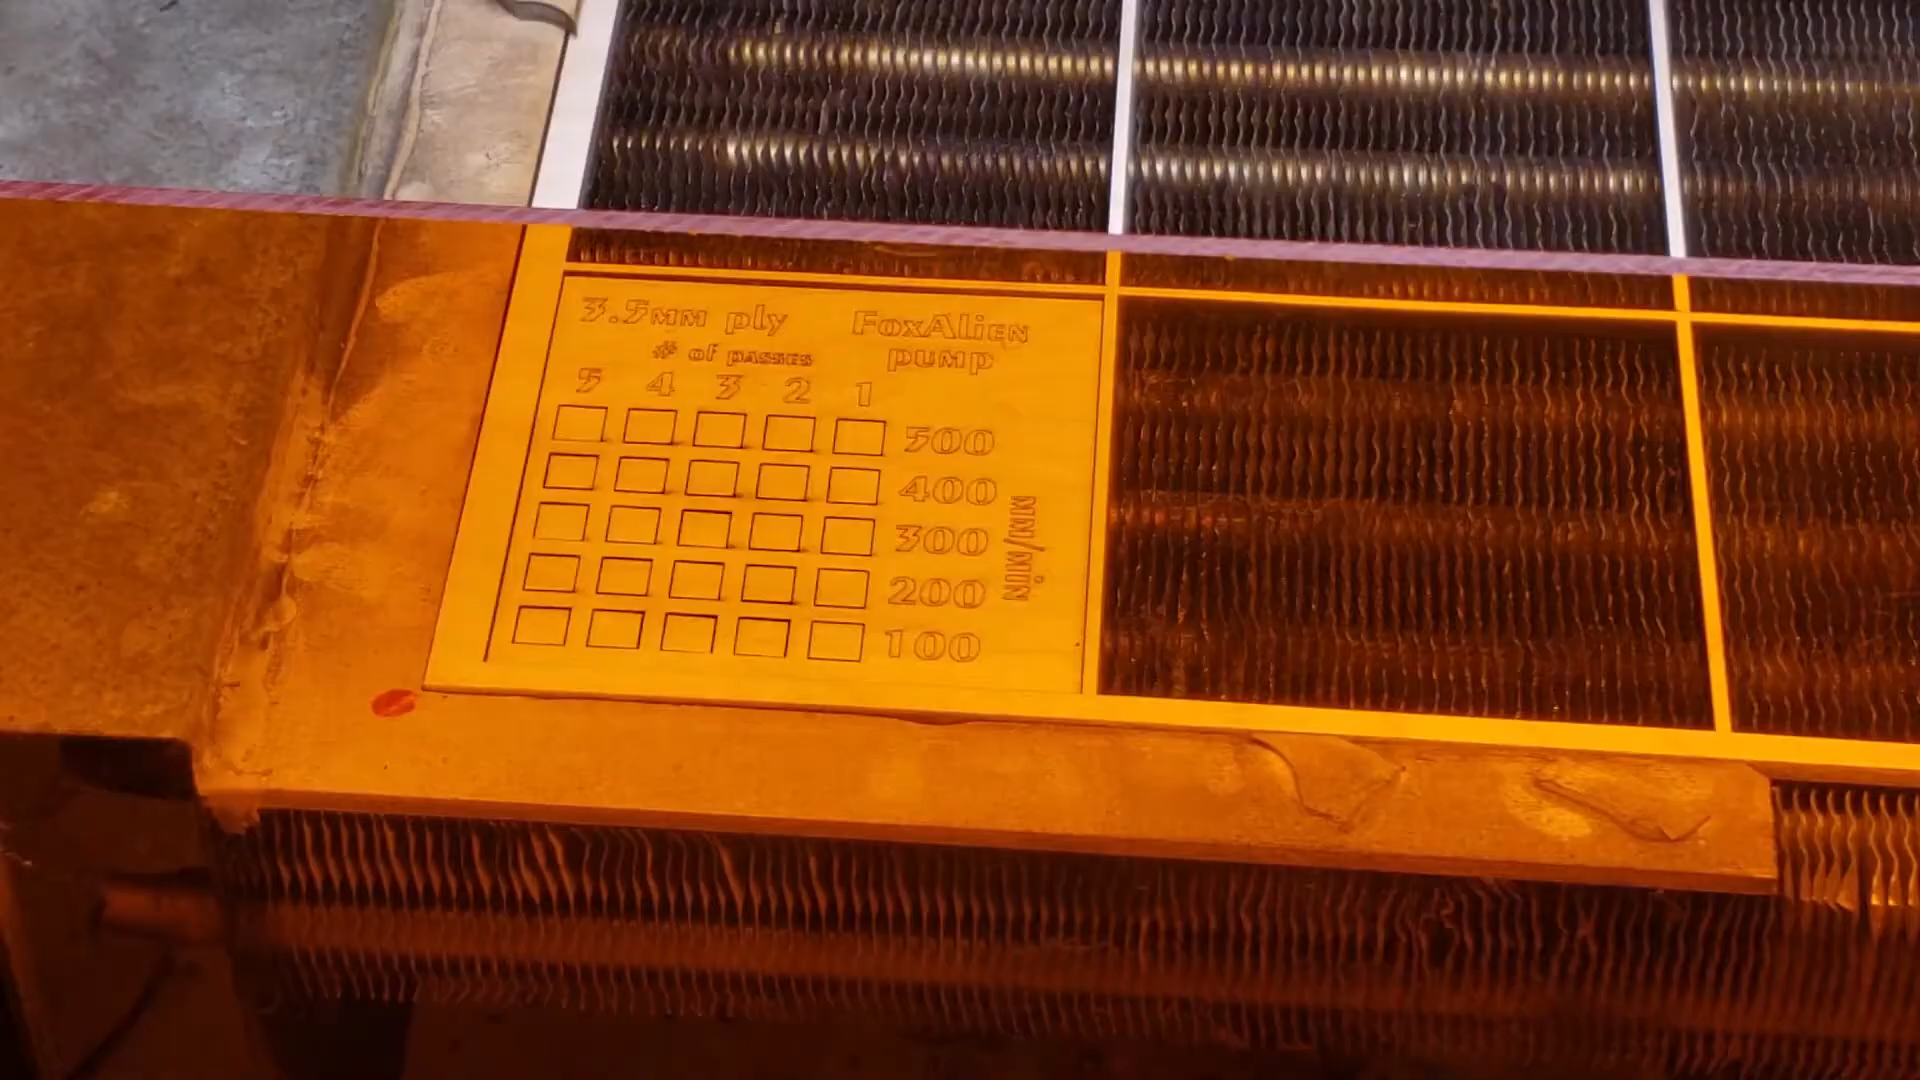 3.5mm ply
FoxAlien
pump
# of passes
5 4 3 2 1
500
400
300
200
100
mm/min